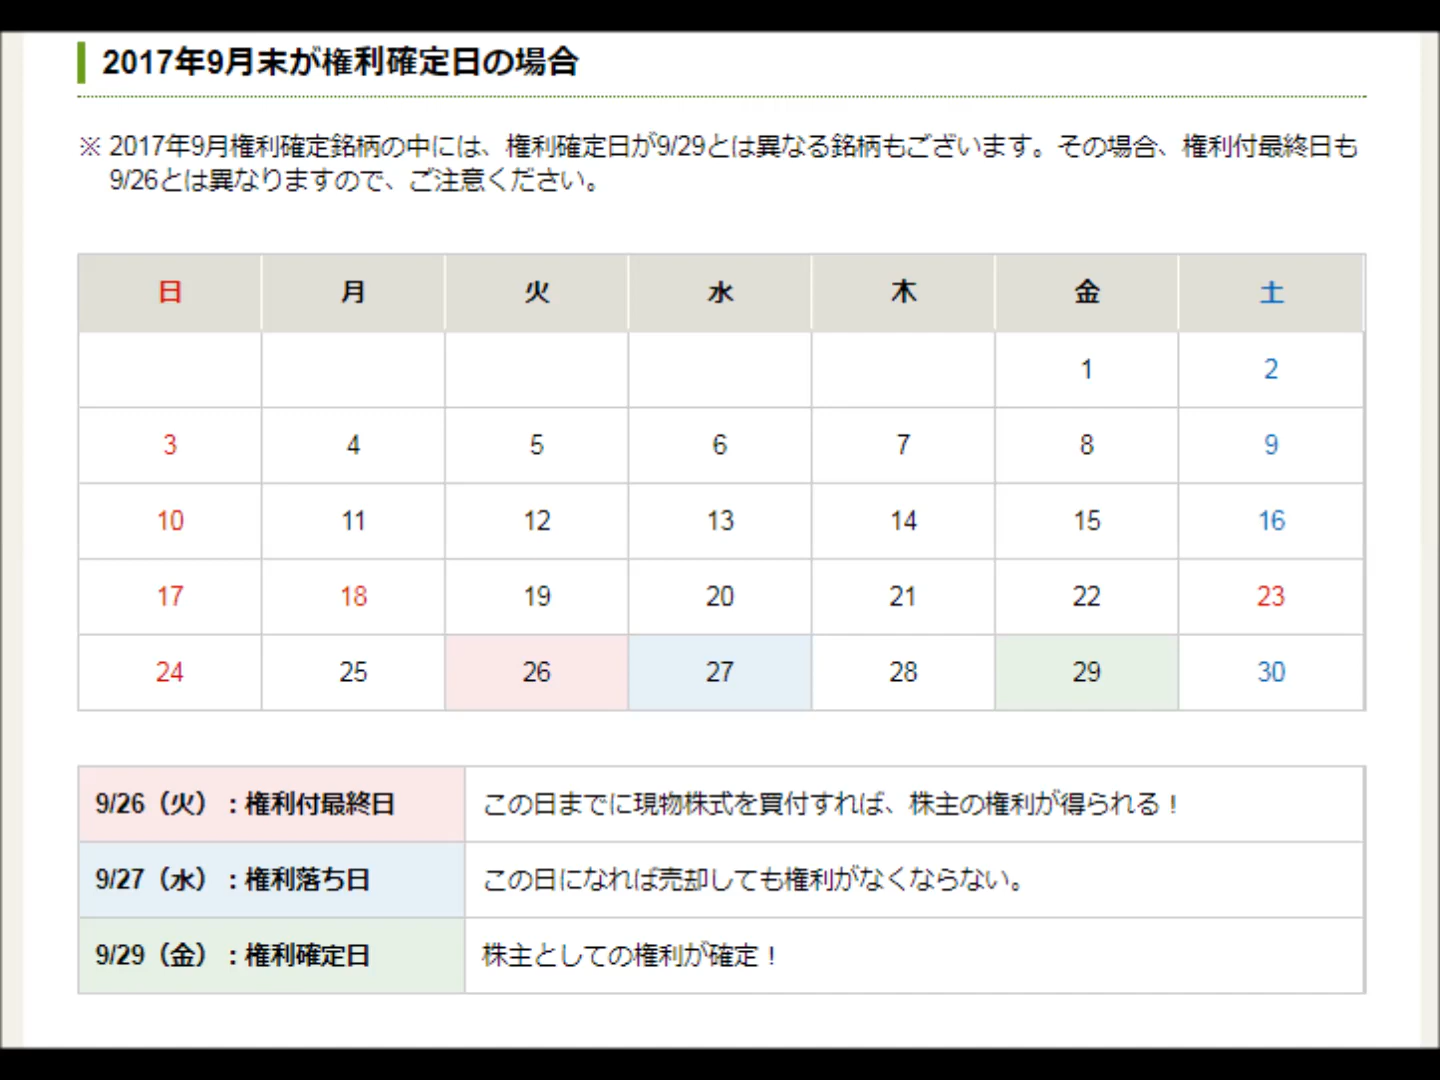 2017年9月末が権利確定日の場合
※ 2017年9月権利確定銘柄の中には、権利確定日が9/29とは異なる銘柄もございます。その場合、権利付最終日も
9/26とは異なりますので、ご注意ください。
日 月 火 水 木 金 土
1 2
3 4 5 6 7 8 9
10 11 12 13 14 15 16
17 18 19 20 21 22 23
24 25 26 27 28 29 30
9/26（火）：権利付最終日 この日までに現物株式を買付すれば、株主の権利が得られる！
9/27（水）：権利落ち日 この日になれば売却しても権利がなくならない。
9/29（金）：権利確定日 株主としての権利が確定！